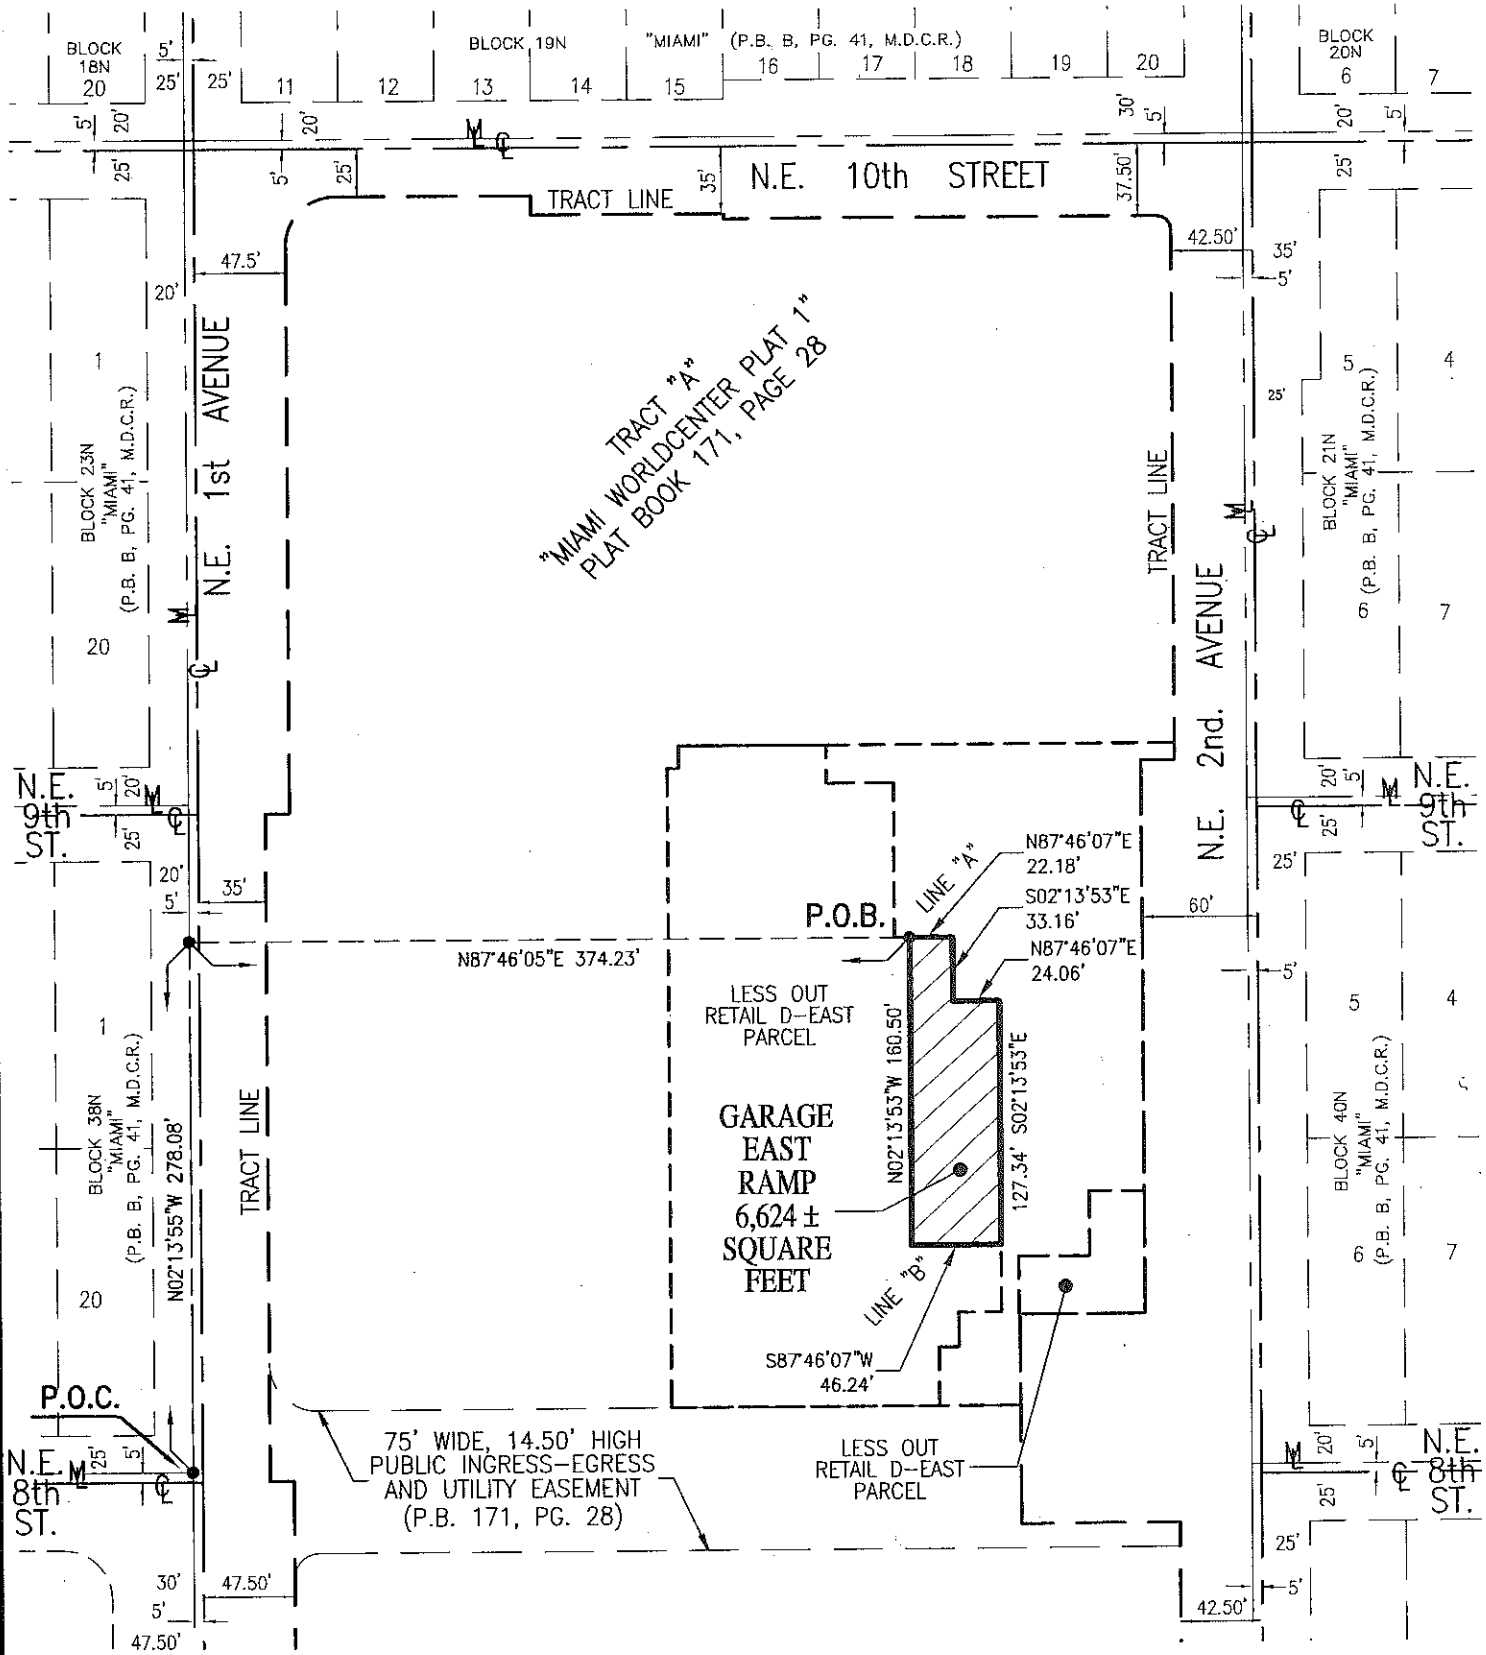 BLOCK 18N
20
5'
25'
25'
BLOCK 19N
"MIAMI"
(P.B. B, PG. 41, M.D.C.R.)
11
12
13
14
15
16
17
18
19
20
BLOCK 20N
6
7
5'
20'
25'
20'
5'
25'
M
CL
35'
N.E. 10th STREET
30'
5'
37.50'
20'
25'
5'
TRACT LINE
47.5'
20'
42.50'
35'
5'
N.E. 1st AVENUE
TRACT "A"
"MIAMI WORLDCENTER PLAT 1"
PLAT BOOK 171, PAGE 28
1
BLOCK 23N
"MIAMI"
(P.B. B, PG. 41, M.D.C.R.)
20
M
CL
TRACT LINE
25'
M
CL
5
4
BLOCK 21N
"MIAMI"
(P.B. B, PG. 41, M.D.C.R.)
6
7
N.E. 2nd. AVENUE
N.E.
9th
ST.
5'
20'
M
CL
25'
20'
5'
35'
20'
5'
M
CL
25'
N.E.
9th
ST.
25'
LINE "A"
N87°46'07"E
22.18'
S02°13'53"E
33.16'
N87°46'07"E
24.06'
P.O.B.
60'
5'
N87°46'05"E 374.23'
LESS OUT
RETAIL D-EAST
PARCEL
N02°13'53"W 160.50'
127.34' S02°13'53"E
GARAGE
EAST
RAMP
6,624 ±
SQUARE
FEET
LINE "B"
S87°46'07"W
46.24'
1
BLOCK 38N
"MIAMI"
(P.B. B, PG. 41, M.D.C.R.)
20
N02°13'55"W 278.08'
TRACT LINE
5
4
BLOCK 40N
"MIAMI"
(P.B. B, PG. 41, M.D.C.R.)
6
7
P.O.C.
N.E.
8th
ST.
M
25'
5'
CL
75' WIDE, 14.50' HIGH
PUBLIC INGRESS-EGRESS
AND UTILITY EASEMENT
(P.B. 171, PG. 28)
LESS OUT
RETAIL D-EAST
PARCEL
M
20'
5'
CL
25'
N.E.
8th
ST.
30'
5'
47.50'
47.50'
25'
5'
42.50'